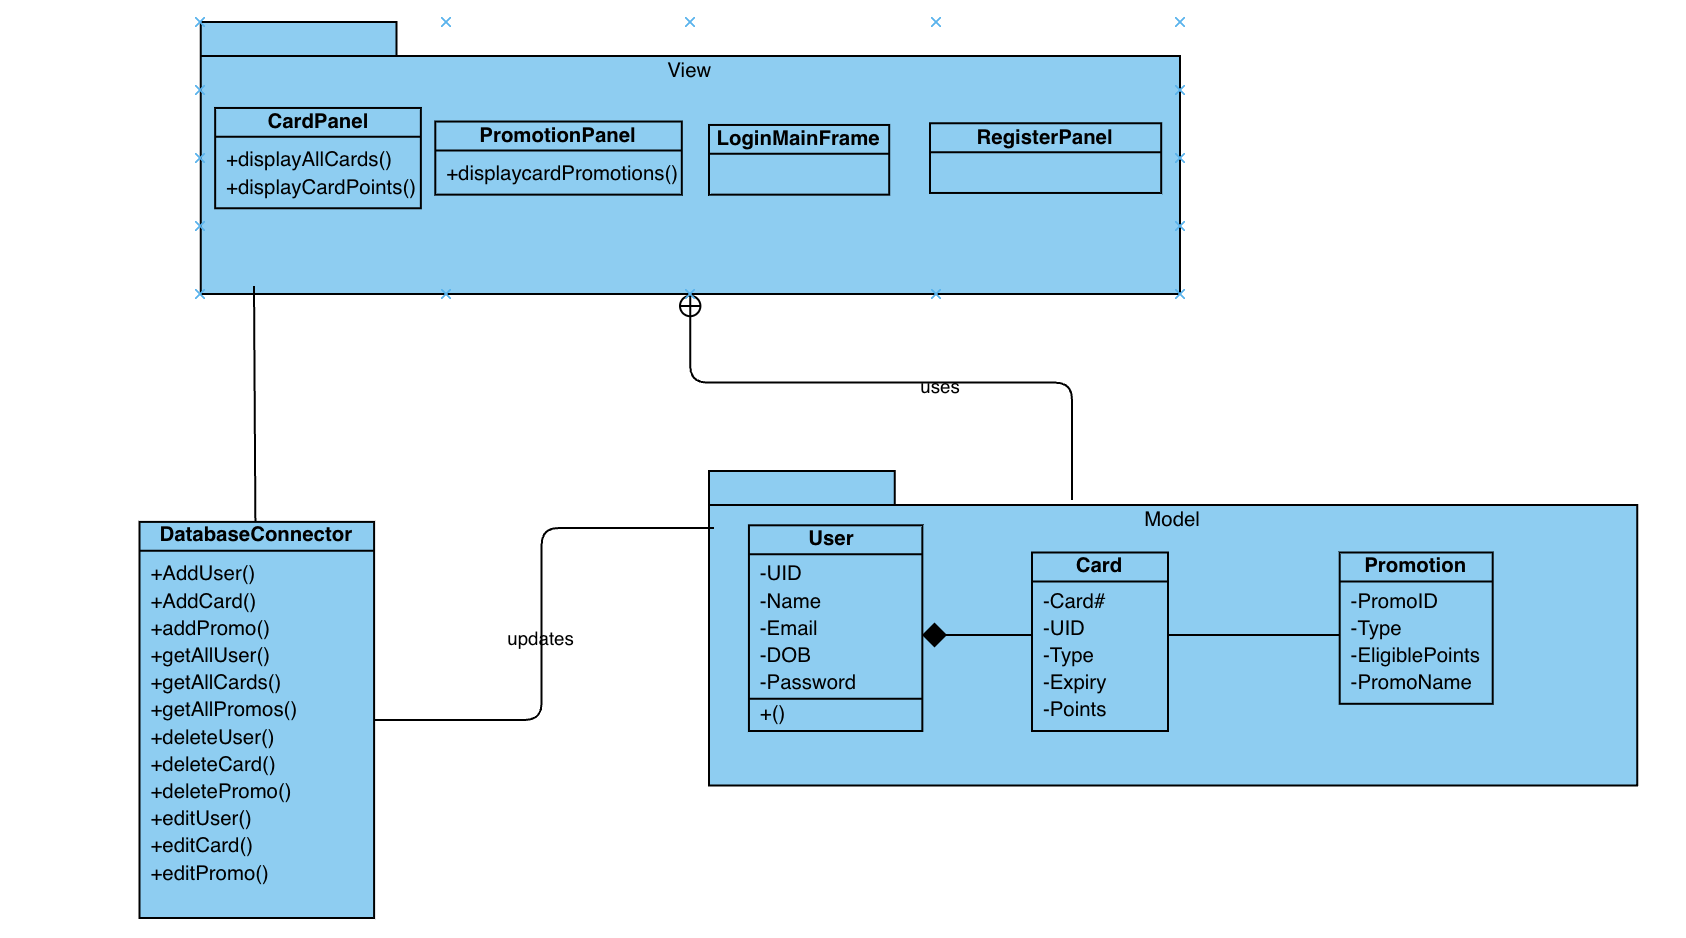 View
CardPanel
+displayAllCards()
+displayCardPoints()
PromotionPanel
+displaycardPromotions()
LoginMainFrame
RegisterPanel
uses
DatabaseConnector
+AddUser()
+AddCard()
+addPromo()
+getAllUser()
+getAllCards()
+getAllPromos()
+deleteUser()
+deleteCard()
+deletePromo()
+editUser()
+editCard()
+editPromo()
updates
Model
User
-UID
-Name
-Email
-DOB
-Password
+()
Card
-Card#
-UID
-Type
-Expiry
-Points
Promotion
-PromoID
-Type
-EligiblePoints
-PromoName